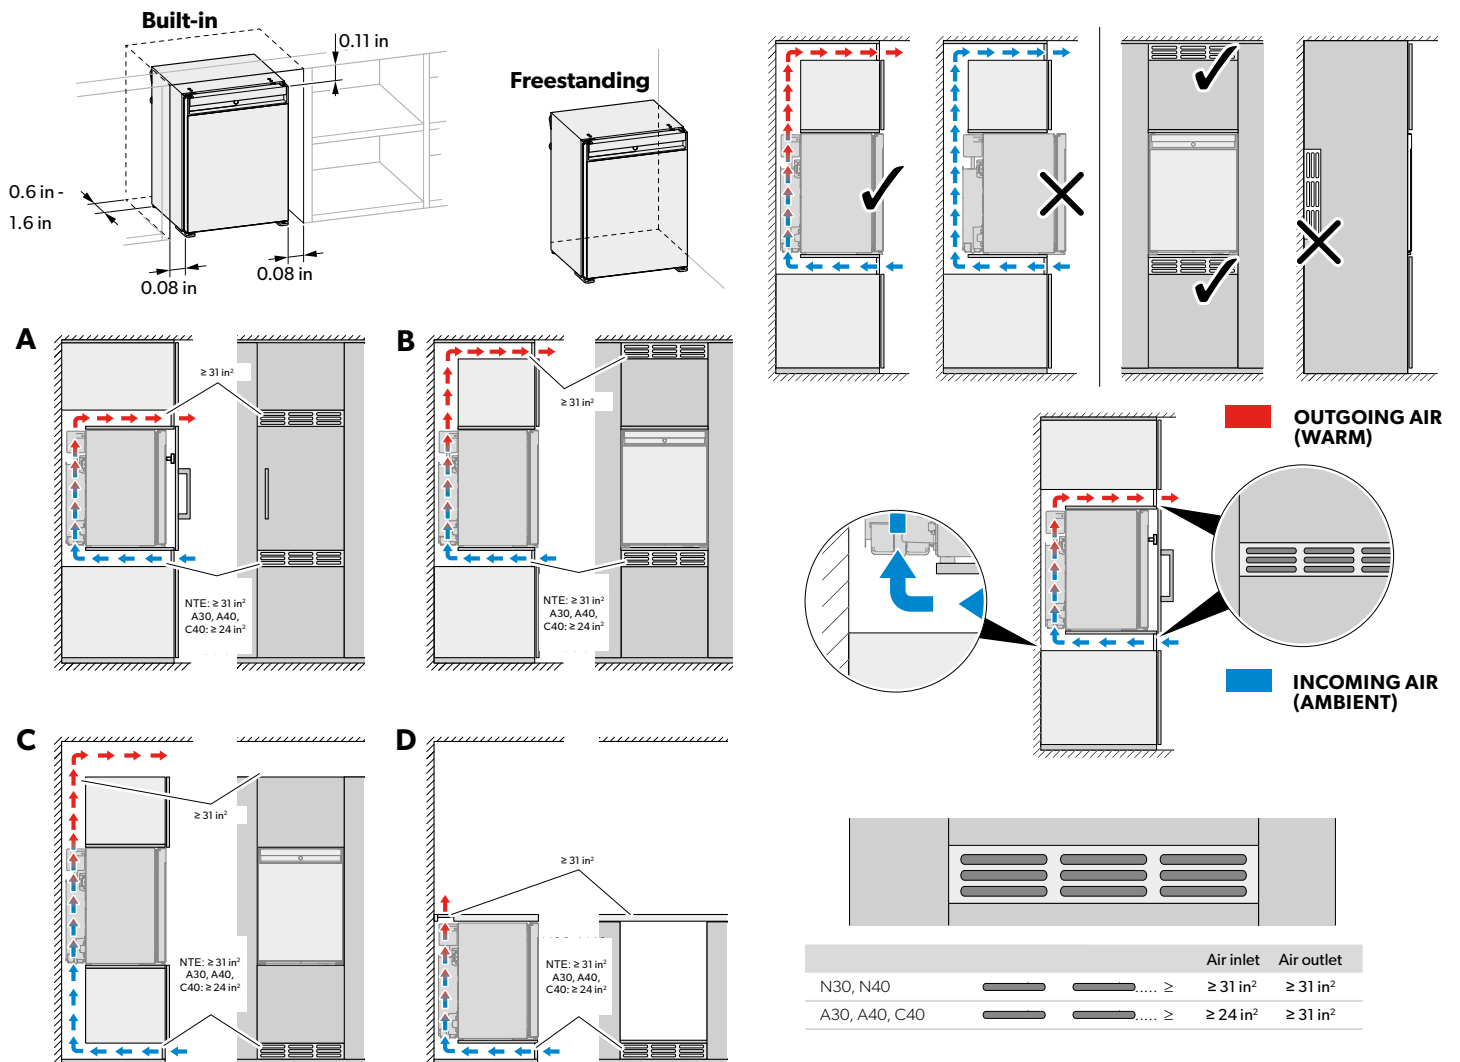 Built-in
0.11 in
Freestanding
0.6 in -
1.6 in
0.08 in
0.08 in
A
≥ 31 in²
NTE: ≥ 31 in²
A30, A40,
C40: ≥ 24 in²
B
≥ 31 in²
NTE: ≥ 31 in²
A30, A40,
C40: ≥ 24 in²
OUTGOING AIR
(WARM)
INCOMING AIR
(AMBIENT)
C
≥ 31 in²
NTE: ≥ 31 in²
A30, A40,
C40: ≥ 24 in²
D
≥ 31 in²
NTE: ≥ 31 in²
A30, A40,
C40: ≥ 24 in²
Air inlet Air outlet
N30, N40 ..... ≥ ≥ 31 in² ≥ 31 in²
A30, A40, C40 ..... ≥ ≥ 24 in² ≥ 31 in²